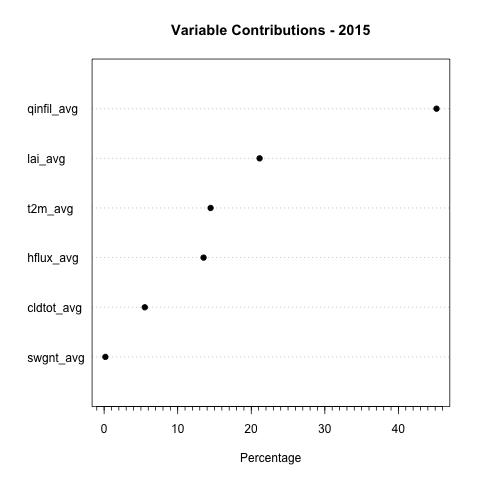 Variable Contributions - 2015
qinfil_avg
lai_avg
t2m_avg
hflux_avg
cldtot_avg
swgnt_avg
0 10 20 30 40
Percentage